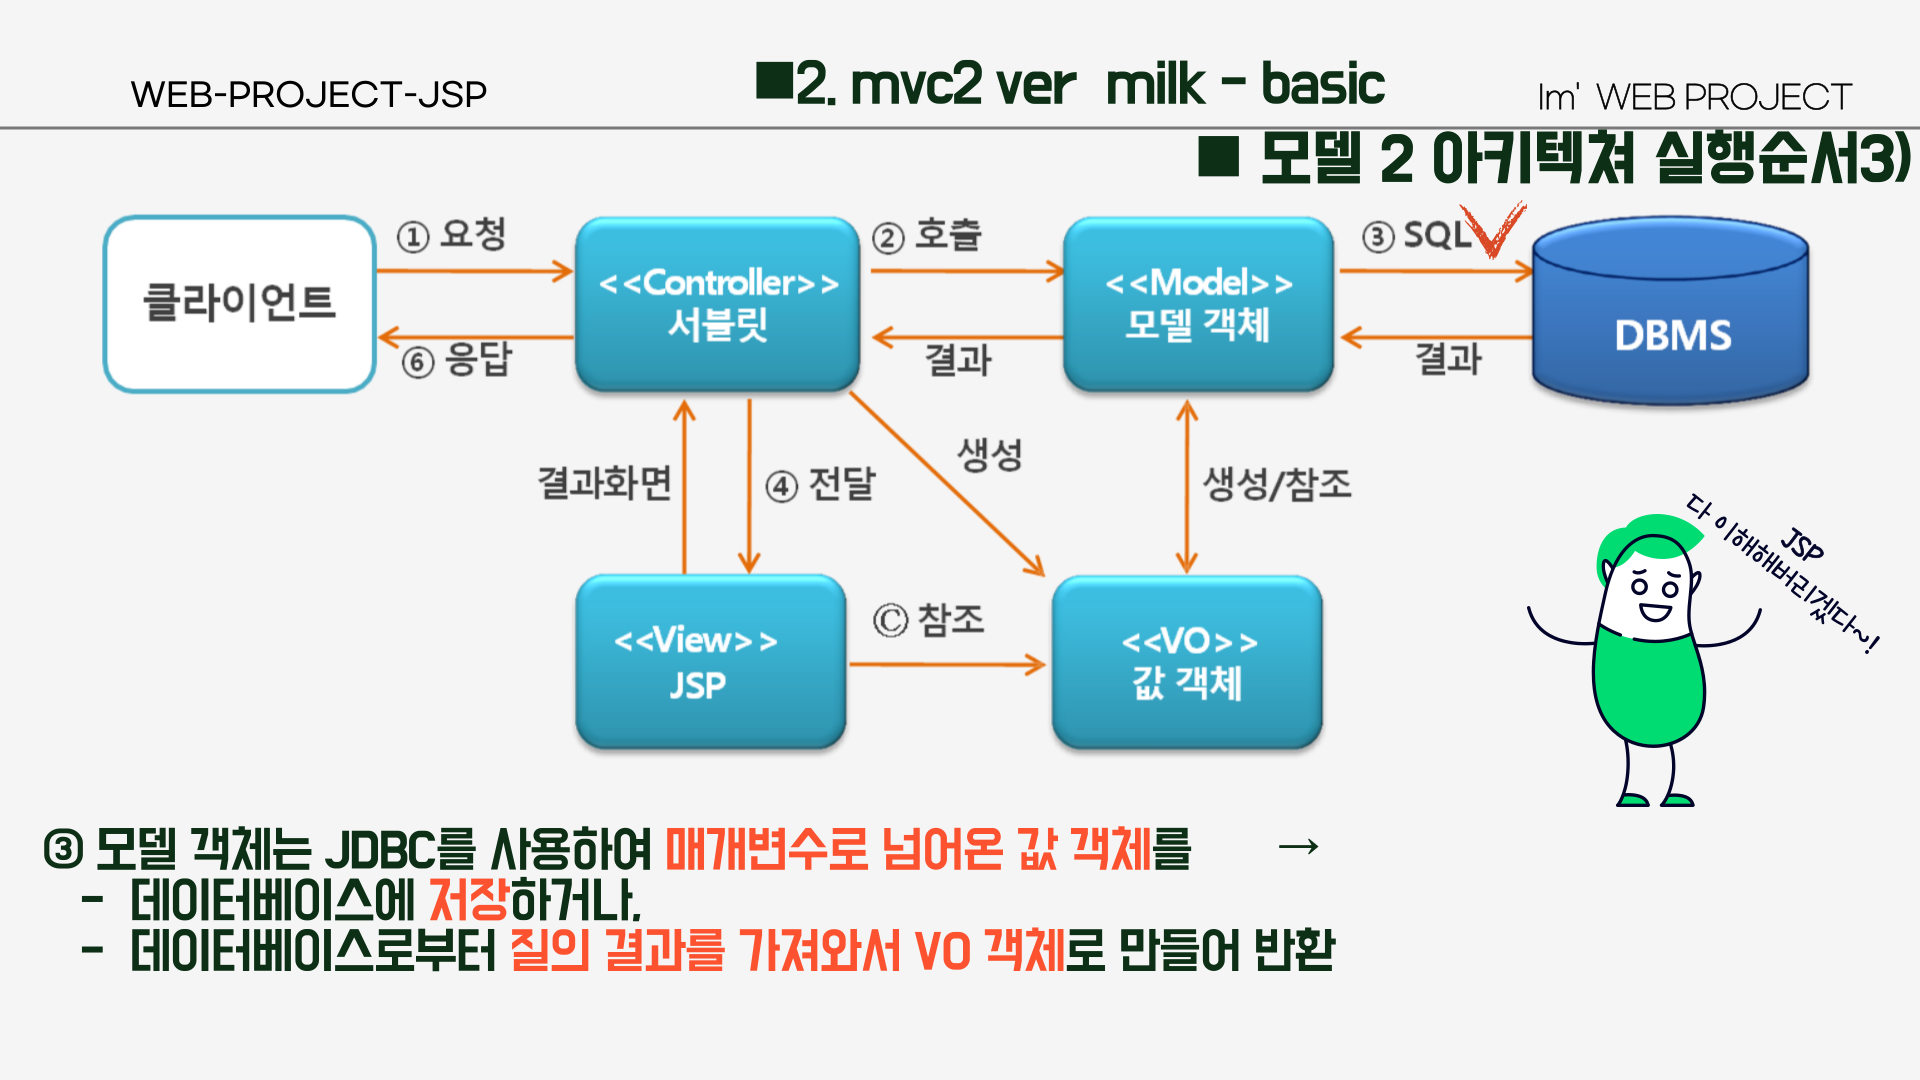 WEB-PROJECT-JSP
■2. mvc2 ver milk - basic
Im' WEB PROJECT
■ 모델 2 아키텍쳐 실행순서3)
① 요청
② 호출
③ SQL
클라이언트
<<Controller>>
서블릿
<<Model>>
모델 객체
DBMS
⑥ 응답
결과
결과
결과화면
④ 전달
생성
생성/참조
<<View>>
JSP
Ⓒ 참조
<<VO>>
값 객체
JSP
다 이해해버리겠다~!
③ 모델 객체는 JDBC를 사용하여 매개변수로 넘어온 값 객체를 →
- 데이터베이스에 저장하거나,
- 데이터베이스로부터 질의 결과를 가져와서 VO 객체로 만들어 반환